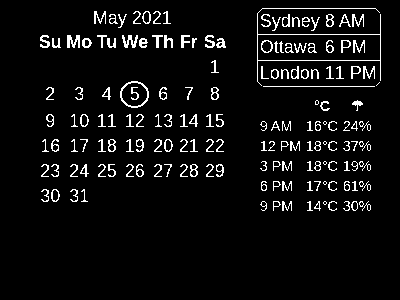 May 2021
Su Mo Tu We Th Fr Sa
1
2 3 4 5 6 7 8
9 10 11 12 13 14 15
16 17 18 19 20 21 22
23 24 25 26 27 28 29
30 31
Sydney 8 AM
Ottawa 6 PM
London 11 PM
°C ☂
9 AM 16°C 24%
12 PM 18°C 37%
3 PM 18°C 19%
6 PM 17°C 61%
9 PM 14°C 30%